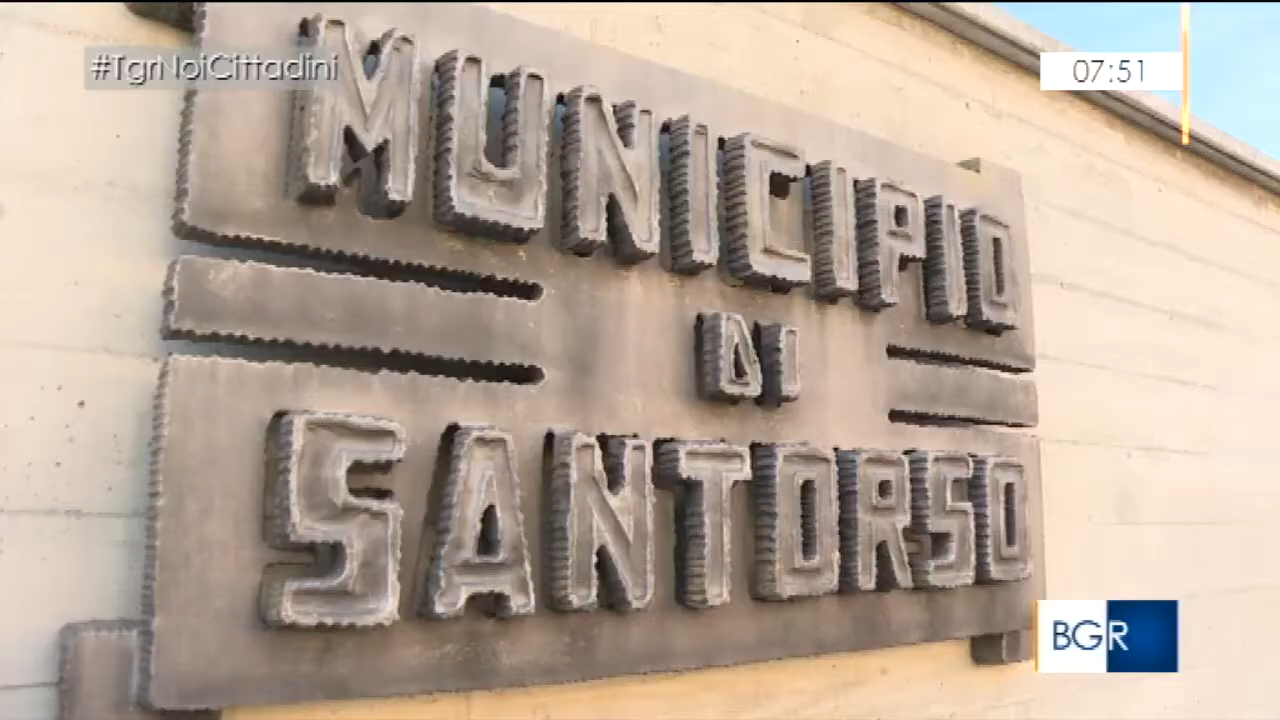 #TgrNoiCittadini
07:51
MUNICIPIO
DI
SANTORSO
BGR